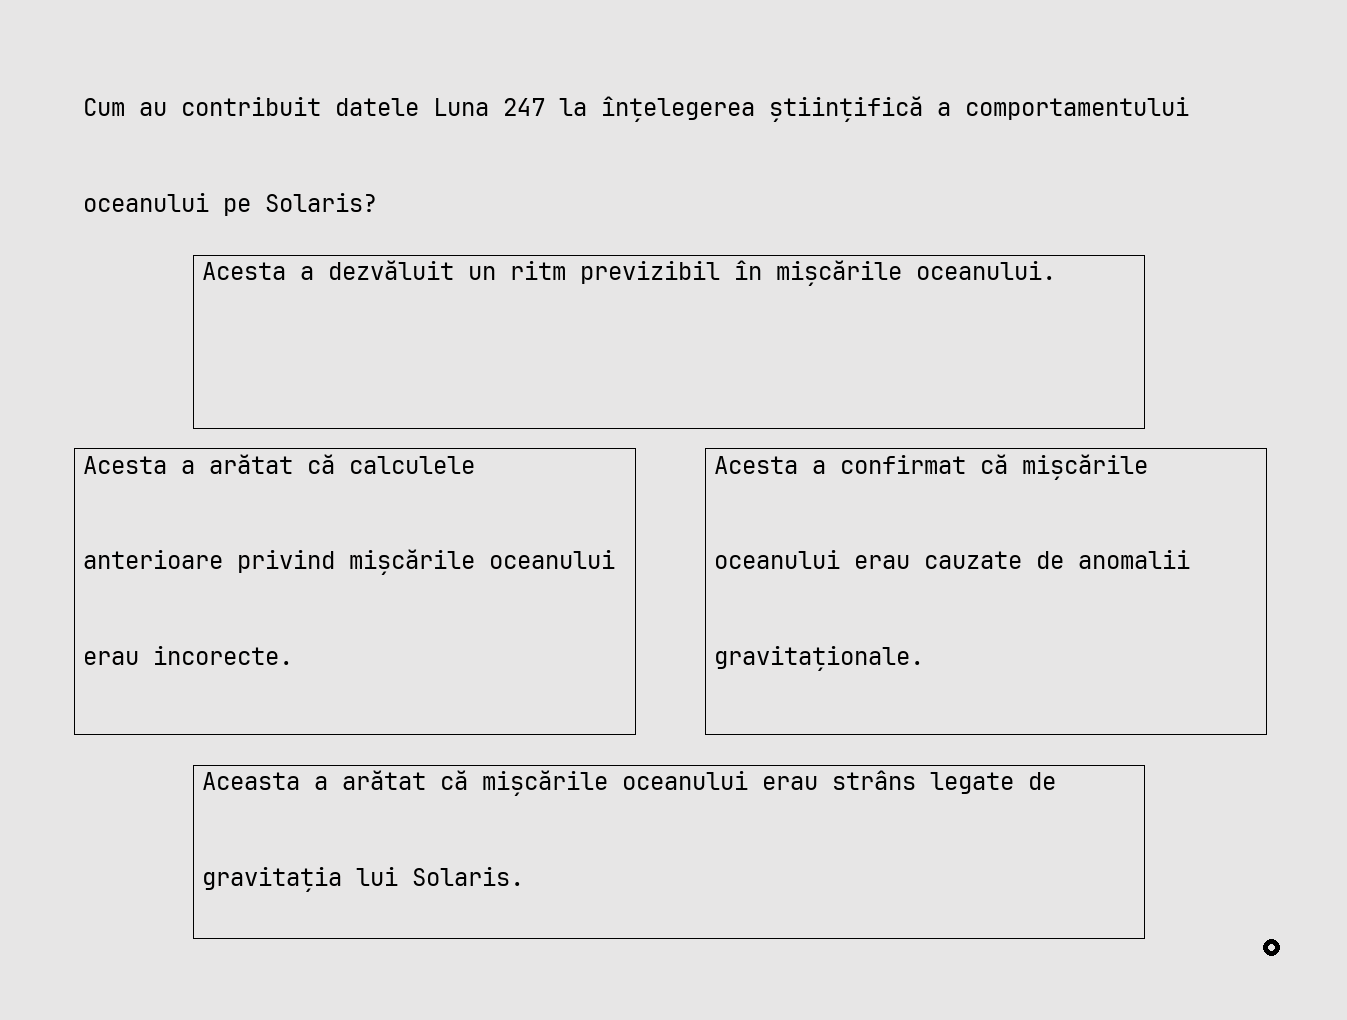 Cum au contribuit datele Luna 247 la înțelegerea științifică a comportamentului
oceanului pe Solaris?
Acesta a dezvăluit un ritm previzibil în mișcările oceanului.
Acesta a arătat că calculele
anterioare privind mișcările oceanului
erau incorecte.
Acesta a confirmat că mișcările
oceanului erau cauzate de anomalii
gravitaționale.
Aceasta a arătat că mișcările oceanului erau strâns legate de
gravitația lui Solaris.